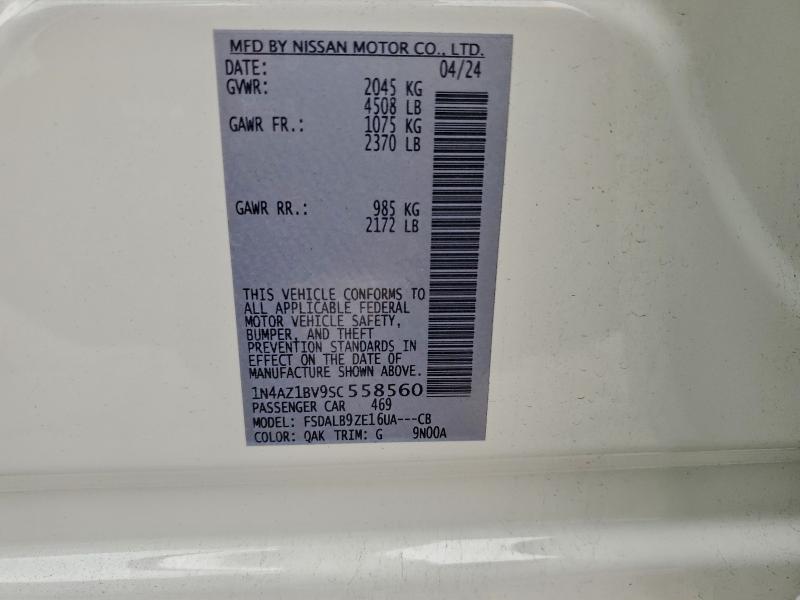 MFD BY NISSAN MOTOR CO., LTD.
DATE: 04/24
GVWR: 2045 KG
4508 LB
GAWR FR.: 1075 KG
2370 LB
GAWR RR.: 985 KG
2172 LB
THIS VEHICLE CONFORMS TO
ALL APPLICABLE FEDERAL
MOTOR VEHICLE SAFETY,
BUMPER, AND THEFT
PREVENTION STANDARDS IN
EFFECT ON THE DATE OF
MANUFACTURE SHOWN ABOVE.
1N4AZ1BV9SC558560
PASSENGER CAR 469
MODEL: FSDALB9ZE16UA---CB
COLOR: QAK TRIM: G 9N00A